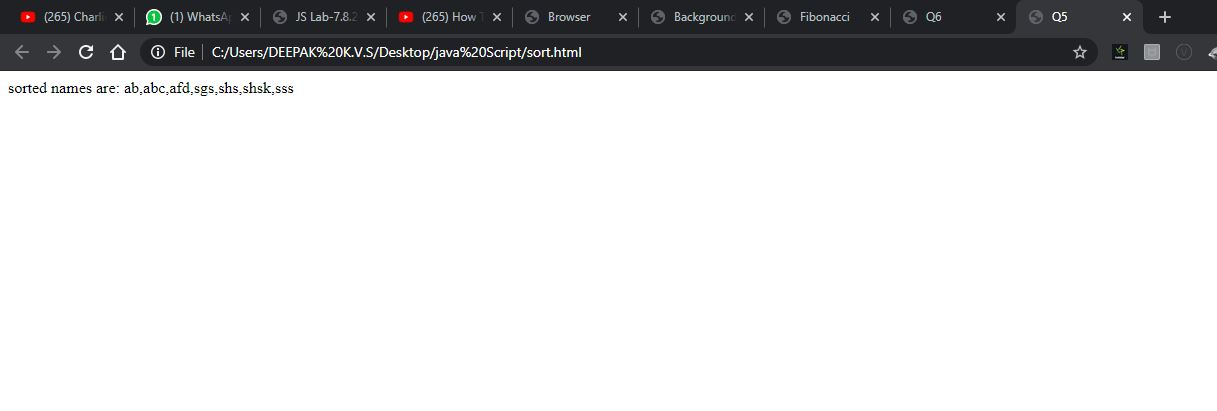 (265) Charli
(1) WhatsAp
JS Lab-7.8.2
(265) How T
Browser
Background
Fibonacci
Q6
Q5
File C:/Users/DEEPAK%20K.V.S/Desktop/java%20Script/sort.html
sorted names are: ab,abc,afd,sgs,shs,shsk,sss